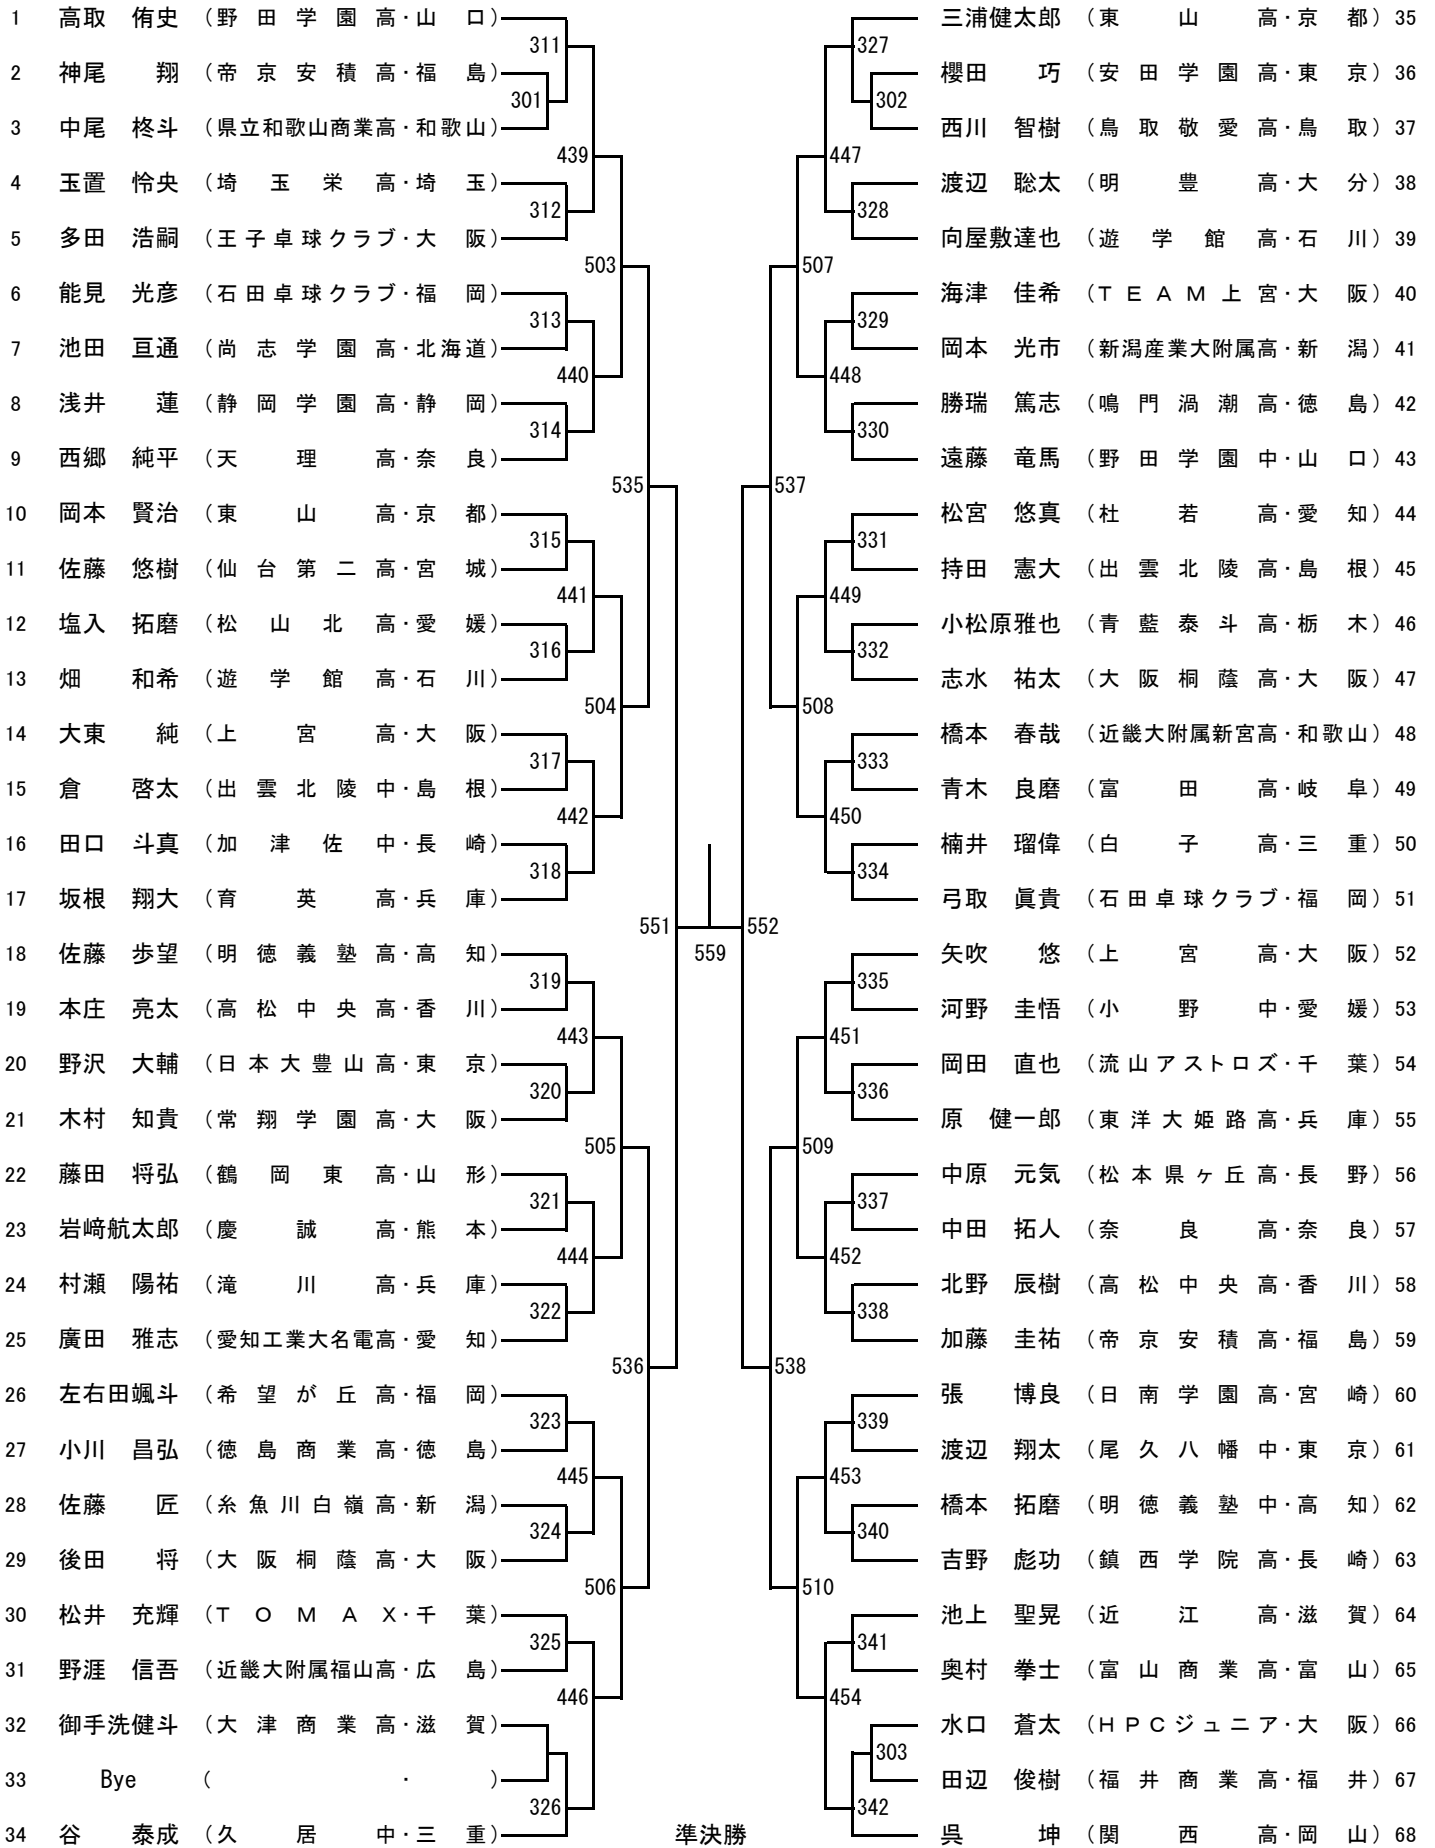 1 高取 侑史 (野田学園高・山口)
311
2 神尾 翔 (帝京安積高・福島)
301
3 中尾 柊斗 (県立和歌山商業高・和歌山)
439
4 玉置 怜央 (埼玉栄高・埼玉)
312
5 多田 浩嗣 (王子卓球クラブ・大阪)
503
6 能見 光彦 (石田卓球クラブ・福岡)
313
7 池田 亘通 (尚志学園高・北海道)
440
8 浅井 蓮 (静岡学園高・静岡)
314
9 西郷 純平 (天理高・奈良)
535
10 岡本 賢治 (東山高・京都)
315
11 佐藤 悠樹 (仙台第二高・宮城)
441
12 塩入 拓磨 (松山北高・愛媛)
316
13 畑 和希 (遊学館高・石川)
504
14 大東 純 (上宮高・大阪)
317
15 倉 啓太 (出雲北陵中・島根)
442
16 田口 斗真 (加津佐中・長崎)
318
17 坂根 翔大 (育英高・兵庫)
551
18 佐藤 歩望 (明徳義塾高・高知)
319
19 本庄 亮太 (高松中央高・香川)
443
20 野沢 大輔 (日本大豊山高・東京)
320
21 木村 知貴 (常翔学園高・大阪)
505
22 藤田 将弘 (鶴岡東高・山形)
321
23 岩﨑航太郎 (慶誠高・熊本)
444
24 村瀬 陽祐 (滝川高・兵庫)
322
25 廣田 雅志 (愛知工業大名電高・愛知)
536
26 左右田颯斗 (希望が丘高・福岡)
323
27 小川 昌弘 (徳島商業高・徳島)
445
28 佐藤 匠 (糸魚川白嶺高・新潟)
324
29 後田 将 (大阪桐蔭高・大阪)
506
30 松井 充輝 (TOMAX・千葉)
325
31 野涯 信吾 (近畿大附属福山高・広島)
446
32 御手洗健斗 (大津商業高・滋賀)
33 Bye ( ・ )
326
34 谷 泰成 (久居中・三重)
559
準決勝
三浦健太郎 (東山高・京都) 35
327
櫻田 巧 (安田学園高・東京) 36
302
西川 智樹 (鳥取敬愛高・鳥取) 37
447
渡辺 聡太 (明豊高・大分) 38
328
向屋敷達也 (遊学館高・石川) 39
507
海津 佳希 (TEAM上宮・大阪) 40
329
岡本 光市 (新潟産業大附属高・新潟) 41
448
勝瑞 篤志 (鳴門渦潮高・徳島) 42
330
遠藤 竜馬 (野田学園中・山口) 43
537
松宮 悠真 (杜若高・愛知) 44
331
持田 憲大 (出雲北陵高・島根) 45
449
小松原雅也 (青藍泰斗高・栃木) 46
332
志水 祐太 (大阪桐蔭高・大阪) 47
508
橋本 春哉 (近畿大附属新宮高・和歌山) 48
333
青木 良磨 (富田高・岐阜) 49
450
楠井 瑠偉 (白子高・三重) 50
334
弓取 眞貴 (石田卓球クラブ・福岡) 51
552
矢吹 悠 (上宮高・大阪) 52
335
河野 圭悟 (小野中・愛媛) 53
451
岡田 直也 (流山アストロズ・千葉) 54
336
原 健一郎 (東洋大姫路高・兵庫) 55
509
中原 元気 (松本県ヶ丘高・長野) 56
337
中田 拓人 (奈良高・奈良) 57
452
北野 辰樹 (高松中央高・香川) 58
338
加藤 圭祐 (帝京安積高・福島) 59
538
張 博良 (日南学園高・宮崎) 60
339
渡辺 翔太 (尾久八幡中・東京) 61
453
橋本 拓磨 (明徳義塾中・高知) 62
340
吉野 彪功 (鎮西学院高・長崎) 63
510
池上 聖晃 (近江高・滋賀) 64
341
奥村 拳士 (富山商業高・富山) 65
454
水口 蒼太 (HPCジュニア・大阪) 66
303
田辺 俊樹 (福井商業高・福井) 67
342
呉 坤 (関西高・岡山) 68